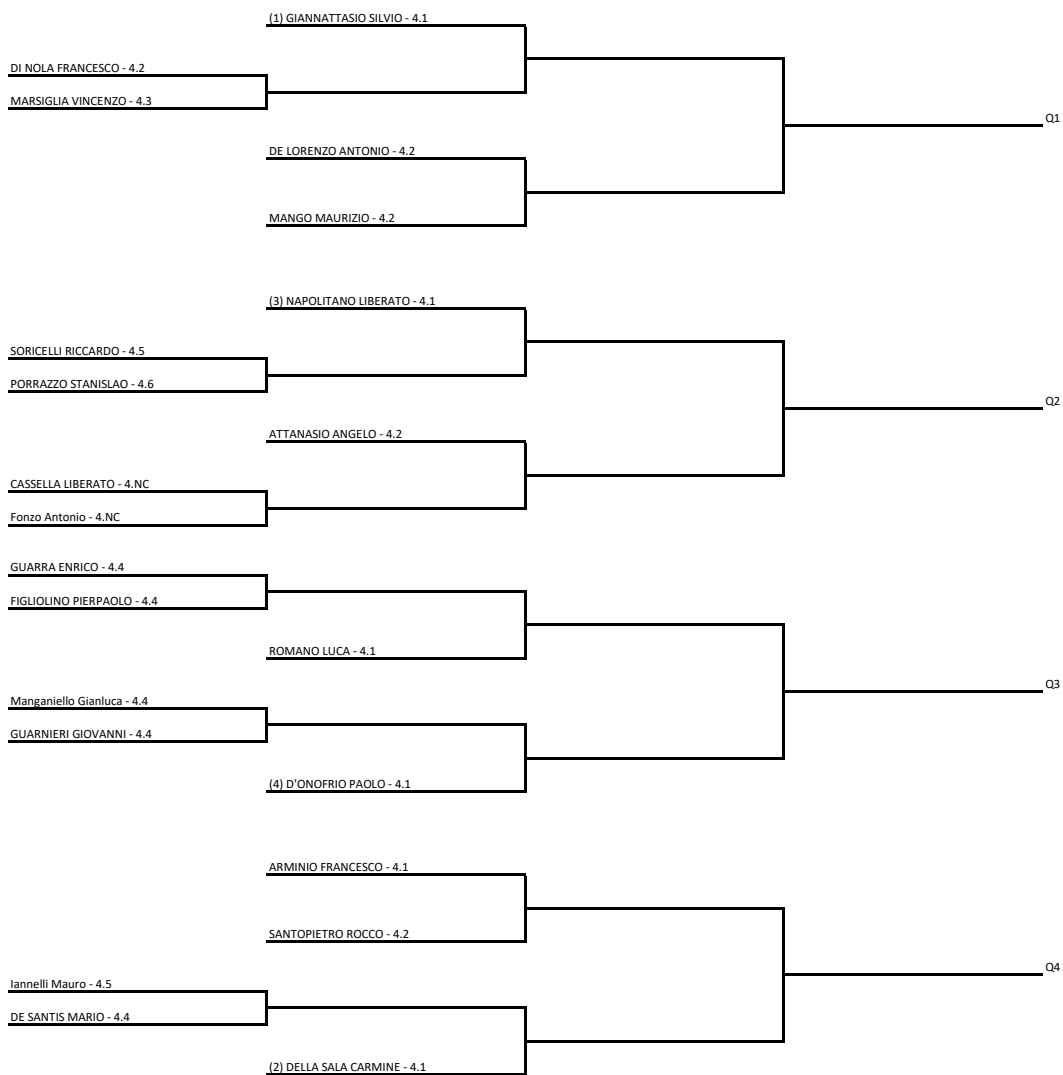 (1) GIANNATTASIO SILVIO - 4.1
DI NOLA FRANCESCO - 4.2
MARSIGLIA VINCENZO - 4.3
Q1
DE LORENZO ANTONIO - 4.2
MANGO MAURIZIO - 4.2
(3) NAPOLITANO LIBERATO - 4.1
SORICELLI RICCARDO - 4.5
PORRAZZO STANISLAO - 4.6
Q2
ATTANASIO ANGELO - 4.2
CASSELLA LIBERATO - 4.NC
Fonzo Antonio - 4.NC
GUARRA ENRICO - 4.4
FIGLIOLINO PIERPAOLO - 4.4
ROMANO LUCA - 4.1
Q3
Manganiello Gianluca - 4.4
GUARNIERI GIOVANNI - 4.4
(4) D'ONOFRIO PAOLO - 4.1
ARMINIO FRANCESCO - 4.1
SANTOPIETRO ROCCO - 4.2
Q4
Iannelli Mauro - 4.5
DE SANTIS MARIO - 4.4
(2) DELLA SALA CARMINE - 4.1